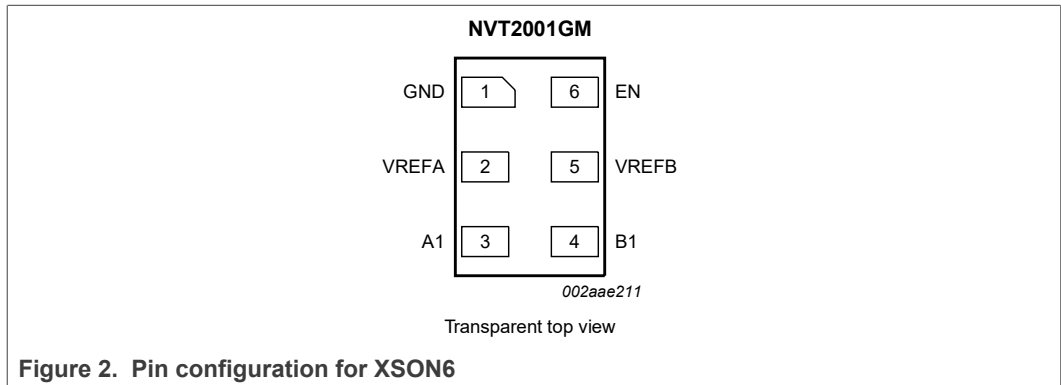 NVT2001GM
GND 1 6 EN
VREFA 2 5 VREFB
A1 3 4 B1
002aae211
Transparent top view
Figure 2. Pin configuration for XSON6